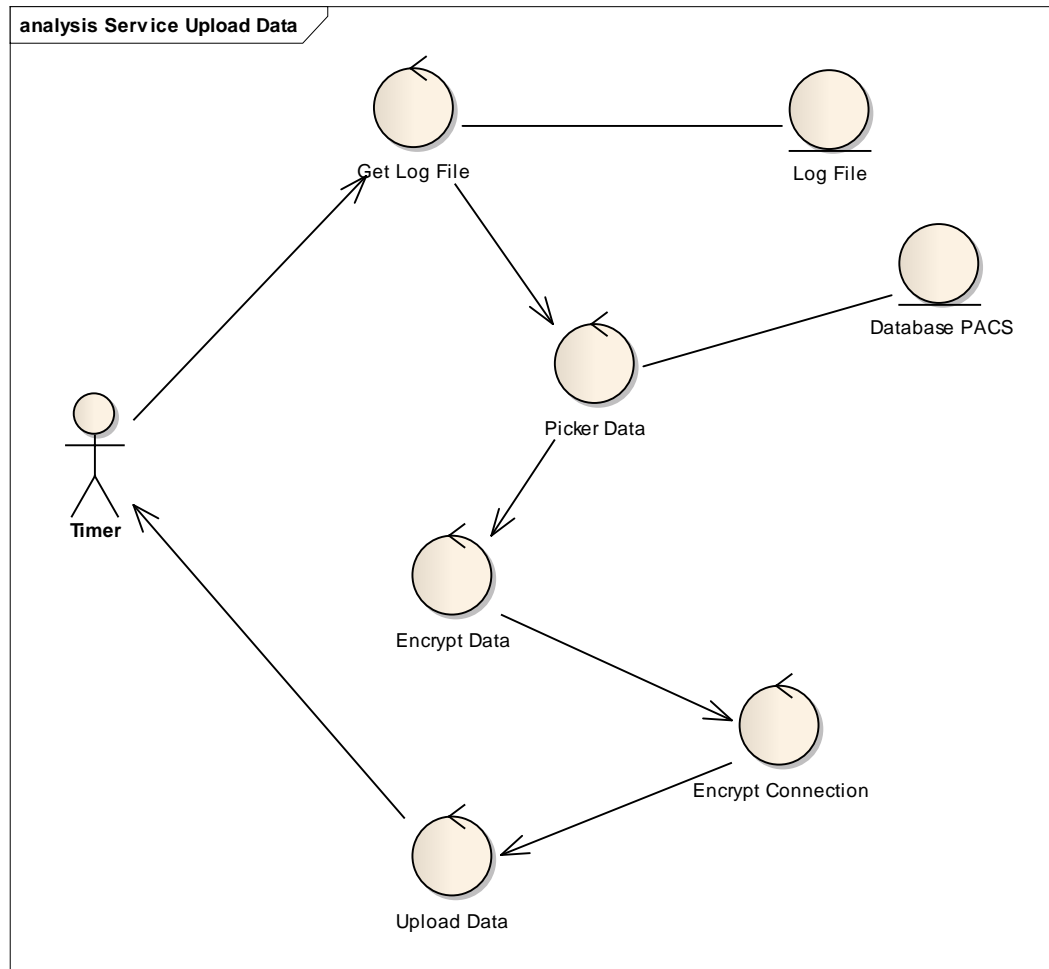 analysis Service Upload Data
Get Log File
Log File
Database PACS
Picker Data
Timer
Encrypt Data
Encrypt Connection
Upload Data